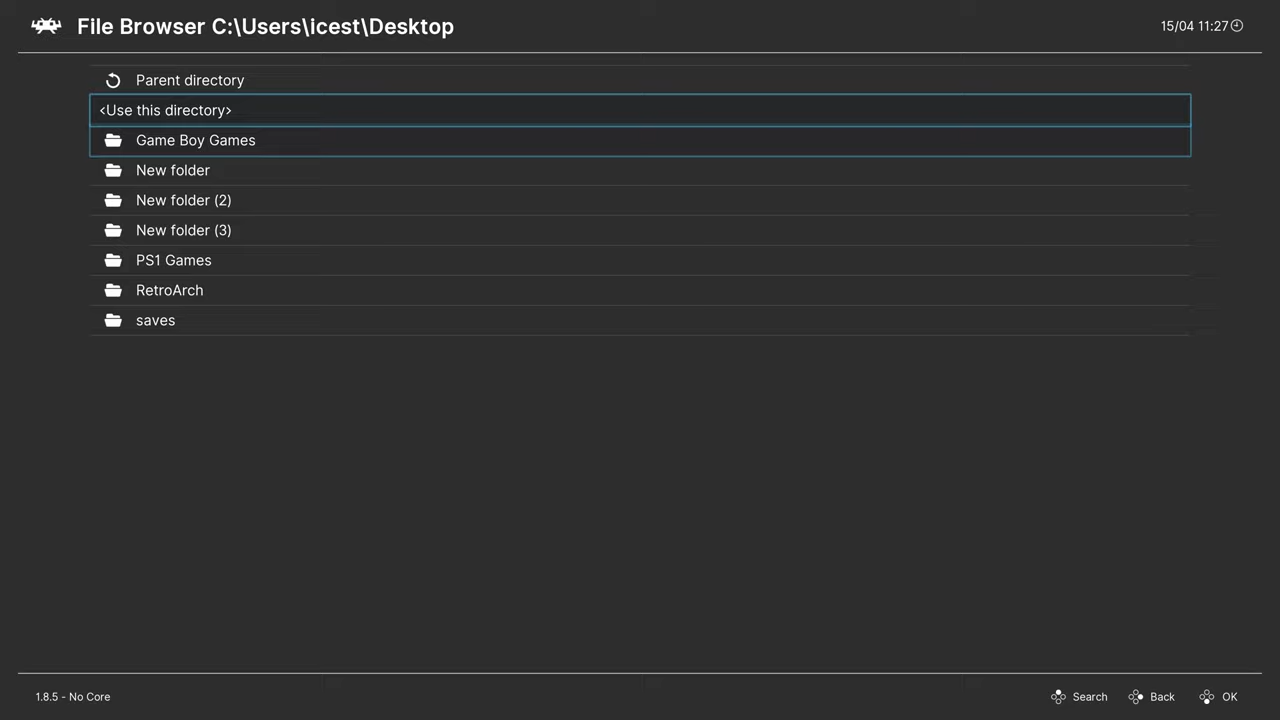 File Browser C:\Users\icest\Desktop
15/04 11:27
Parent directory
<Use this directory>
Game Boy Games
New folder
New folder (2)
New folder (3)
PS1 Games
RetroArch
saves
1.8.5 - No Core
Search Back OK